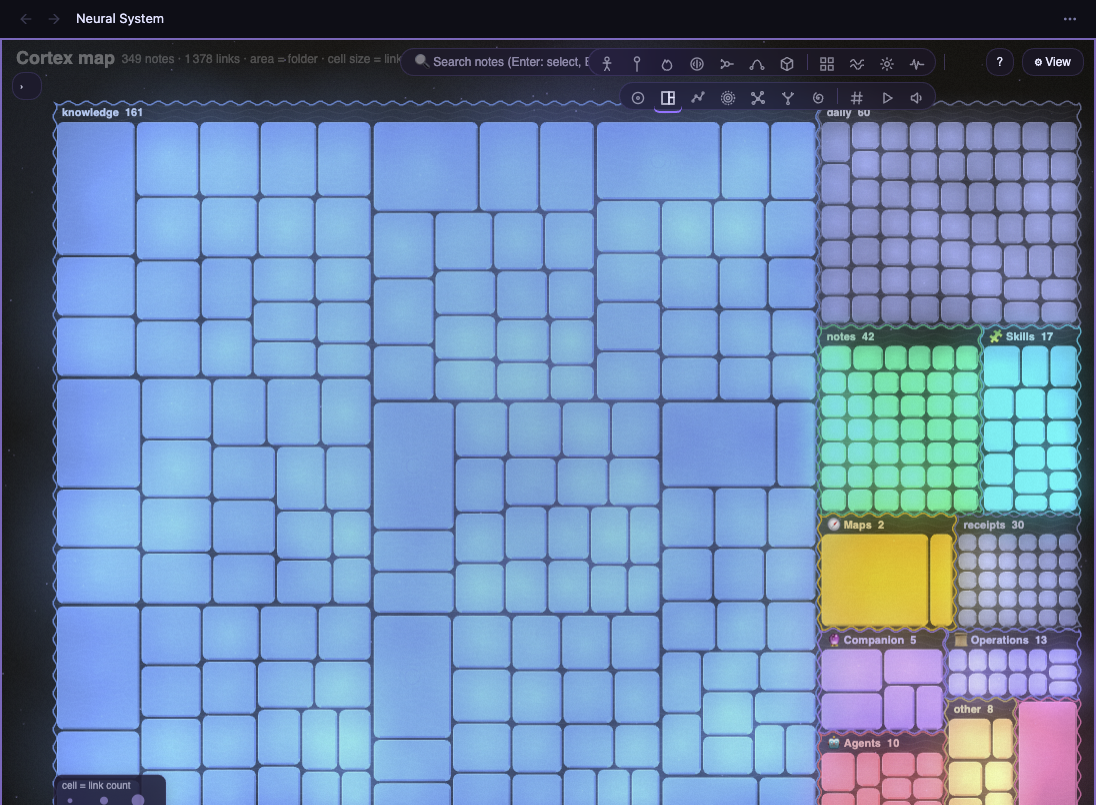 Neural System
Cortex map 349 notes · 1 378 links · area = folder · cell size = link
Search notes (Enter: select, E
?
View
knowledge 161
daily 60
notes 42
Skills 17
Maps 2
receipts 30
Companion 5
Operations 13
other 8
Agents 10
cell = link count